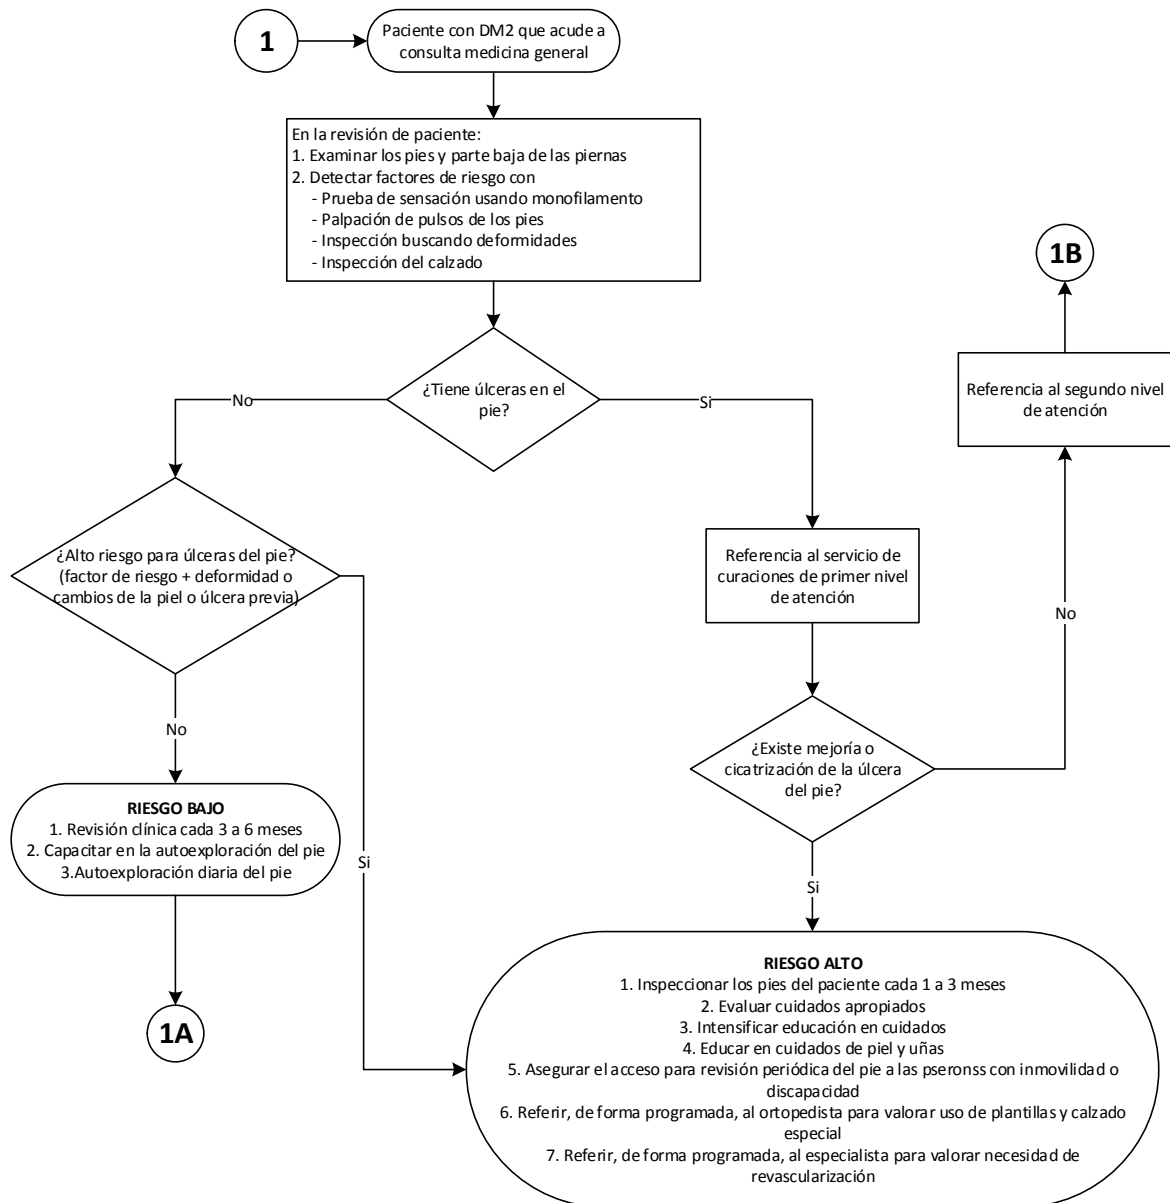 1
Paciente con DM2 que acude a
consulta medicina general
En la revisión de paciente:
1. Examinar los pies y parte baja de las piernas
2. Detectar factores de riesgo con
- Prueba de sensación usando monofilamento
- Palpación de pulsos de los pies
- Inspección buscando deformidades
- Inspección del calzado
1B
¿Tiene úlceras en el
pie?
No
Si
Referencia al segundo nivel
de atención
¿Alto riesgo para úlceras del pie?
(factor de riesgo + deformidad o
cambios de la piel o úlcera previa)
Referencia al servicio de
curaciones de primer nivel
de atención
No
No
¿Existe mejoría o
cicatrización de la úlcera
del pie?
RIESGO BAJO
1. Revisión clínica cada 3 a 6 meses
2. Capacitar en la autoexploración del pie
3.Autoexploración diaria del pie
Si
Si
1A
RIESGO ALTO
1. Inspeccionar los pies del paciente cada 1 a 3 meses
2. Evaluar cuidados apropiados
3. Intensificar educación en cuidados
4. Educar en cuidados de piel y uñas
5. Asegurar el acceso para revisión periódica del pie a las pseronss con inmovilidad o
discapacidad
6. Referir, de forma programada, al ortopedista para valorar uso de plantillas y calzado
especial
7. Referir, de forma programada, al especialista para valorar necesidad de
revascularización